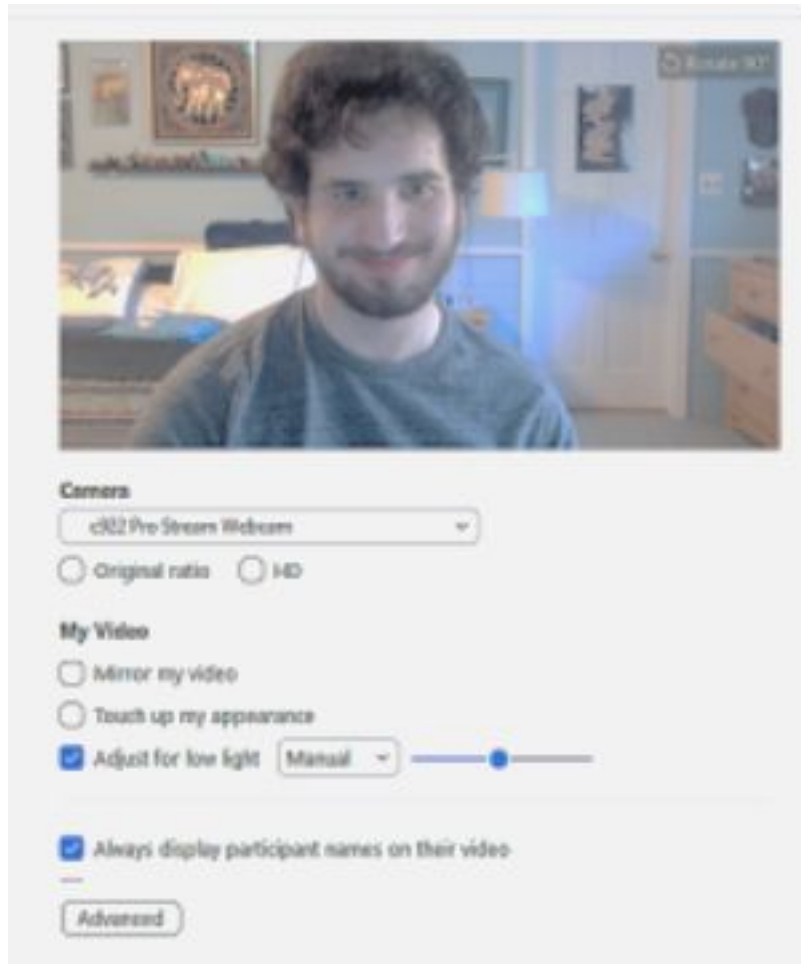 Rotate 90°
Camera
c922 Pro Stream Webcam
Original ratio HD
My Video
Mirror my video
Touch up my appearance
Adjust for low light Manual
Always display participant names on their video
Advanced